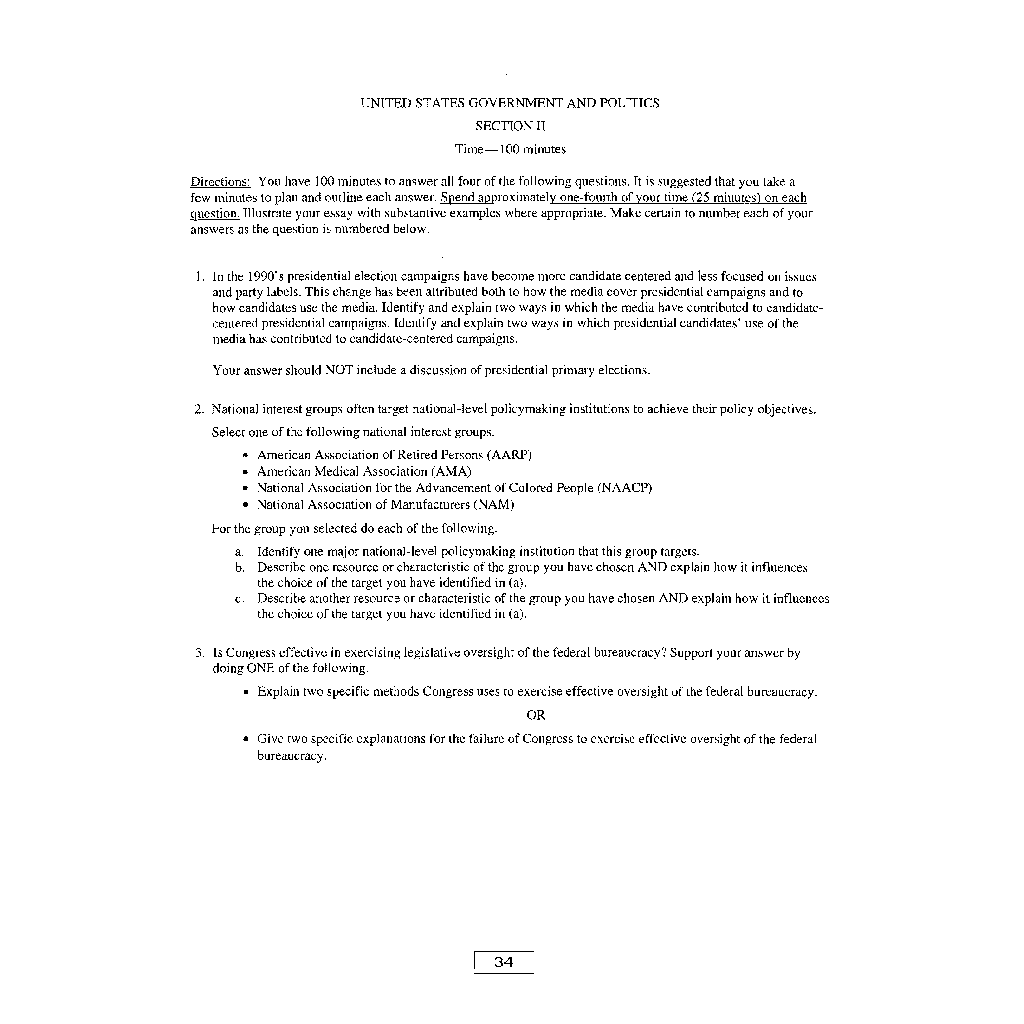 UNITED STATES GOVERNMENT AND POLITICS
SECTION II
Time—100 minutes
Directions: You have 100 minutes to answer all four of the following questions. It is suggested that you take a
few minutes to plan and outline each answer. Spend approximately one-fourth of your time (25 minutes) on each
question. Illustrate your essay with substantive examples where appropriate. Make certain to number each of your
answers as the question is numbered below.
1. In the 1990's presidential election campaigns have become more candidate centered and less focused on issues
and party labels. This change has been attributed both to how the media cover presidential campaigns and to
how candidates use the media. Identify and explain two ways in which the media have contributed to candidate-
centered presidential campaigns. Identify and explain two ways in which presidential candidates' use of the
media has contributed to candidate-centered campaigns.
Your answer should NOT include a discussion of presidential primary elections.
2. National interest groups often target national-level policymaking institutions to achieve their policy objectives.
Select one of the following national interest groups.
• American Association of Retired Persons (AARP)
• American Medical Association (AMA)
• National Association for the Advancement of Colored People (NAACP)
• National Association of Manufacturers (NAM)
For the group you selected do each of the following.
a. Identify one major national-level policymaking institution that this group targets.
b. Describe one resource or characteristic of the group you have chosen AND explain how it influences
the choice of the target you have identified in (a).
c. Describe another resource or characteristic of the group you have chosen AND explain how it influences
the choice of the target you have identified in (a).
3. Is Congress effective in exercising legislative oversight of the federal bureaucracy? Support your answer by
doing ONE of the following.
• Explain two specific methods Congress uses to exercise effective oversight of the federal bureaucracy.
OR
• Give two specific explanations for the failure of Congress to exercise effective oversight of the federal
bureaucracy.
34